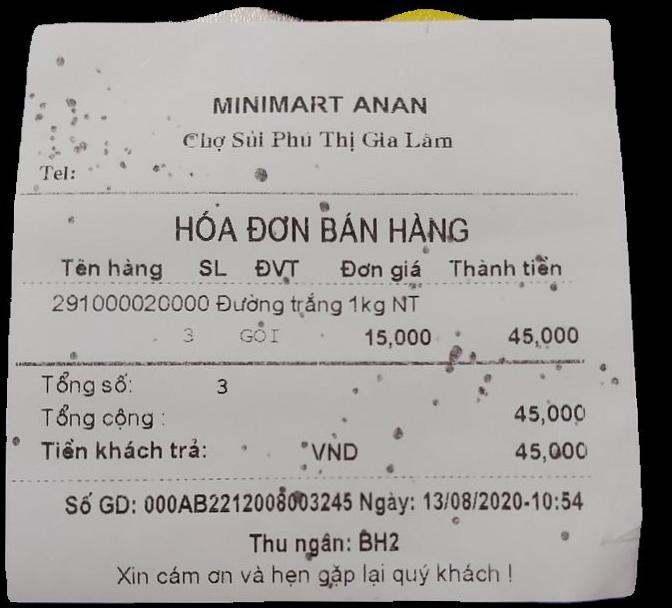 MINIMART ANAN
Chợ Sủi Phú Thị Gia Lâm
Tel:
HÓA ĐƠN BÁN HÀNG
Tên hàng SL ĐVT Đơn giá Thành tiền
291000020000 Đường trắng 1kg NT
3 GÓI 15,000 45,000
Tổng số: 3
Tổng cộng : 45,000
Tiền khách trả: VND 45,000
Số GD: 000AB2212008003245 Ngày: 13/08/2020-10:54
Thu ngân: BH2
Xin cám ơn và hẹn gặp lại quý khách !